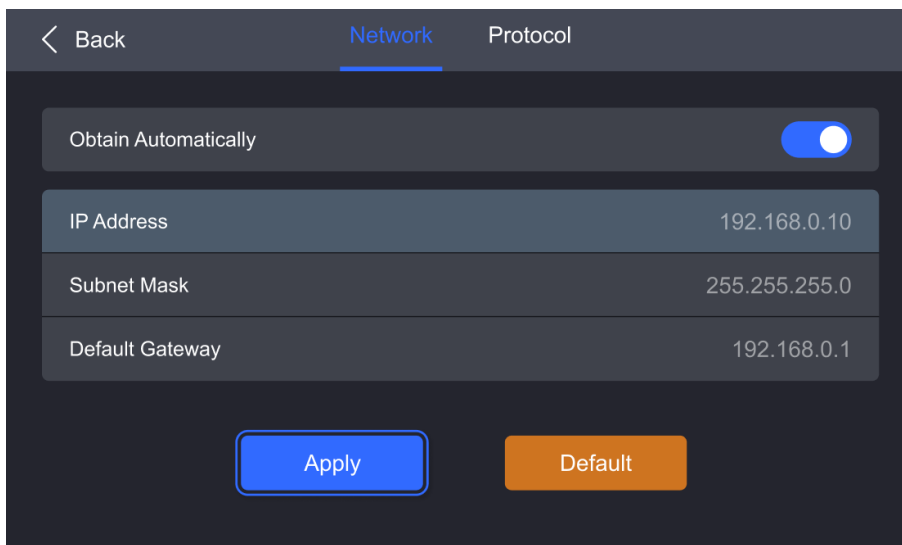 Back Network Protocol
Obtain Automatically
IP Address 192.168.0.10
Subnet Mask 255.255.255.0
Default Gateway 192.168.0.1
Apply Default